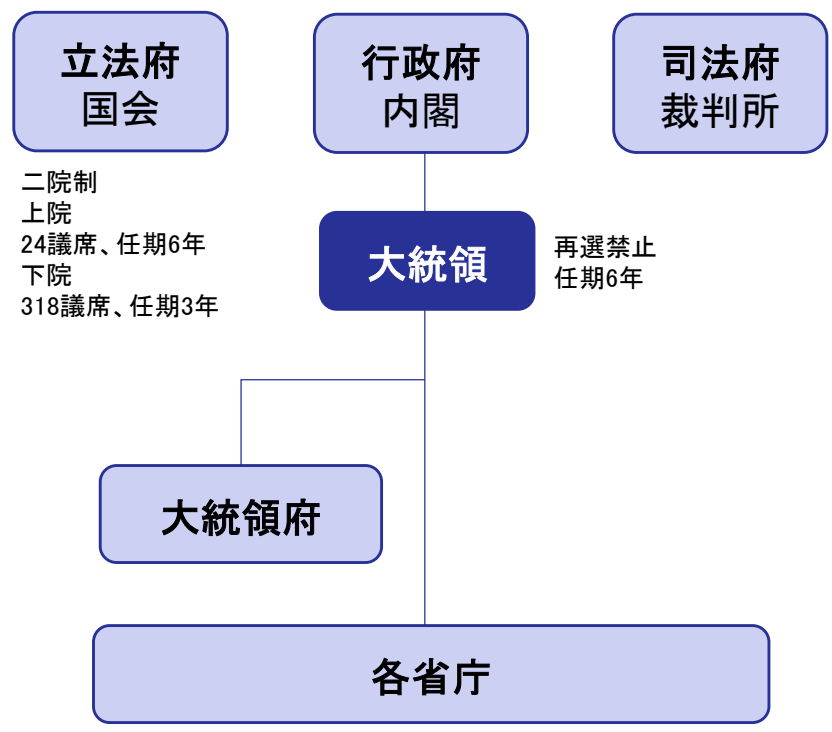 立法府
国会
行政府
内閣
司法府
裁判所
二院制
上院
24議席、任期6年
下院
318議席、任期3年
大統領
再選禁止
任期6年
大統領府
各省庁